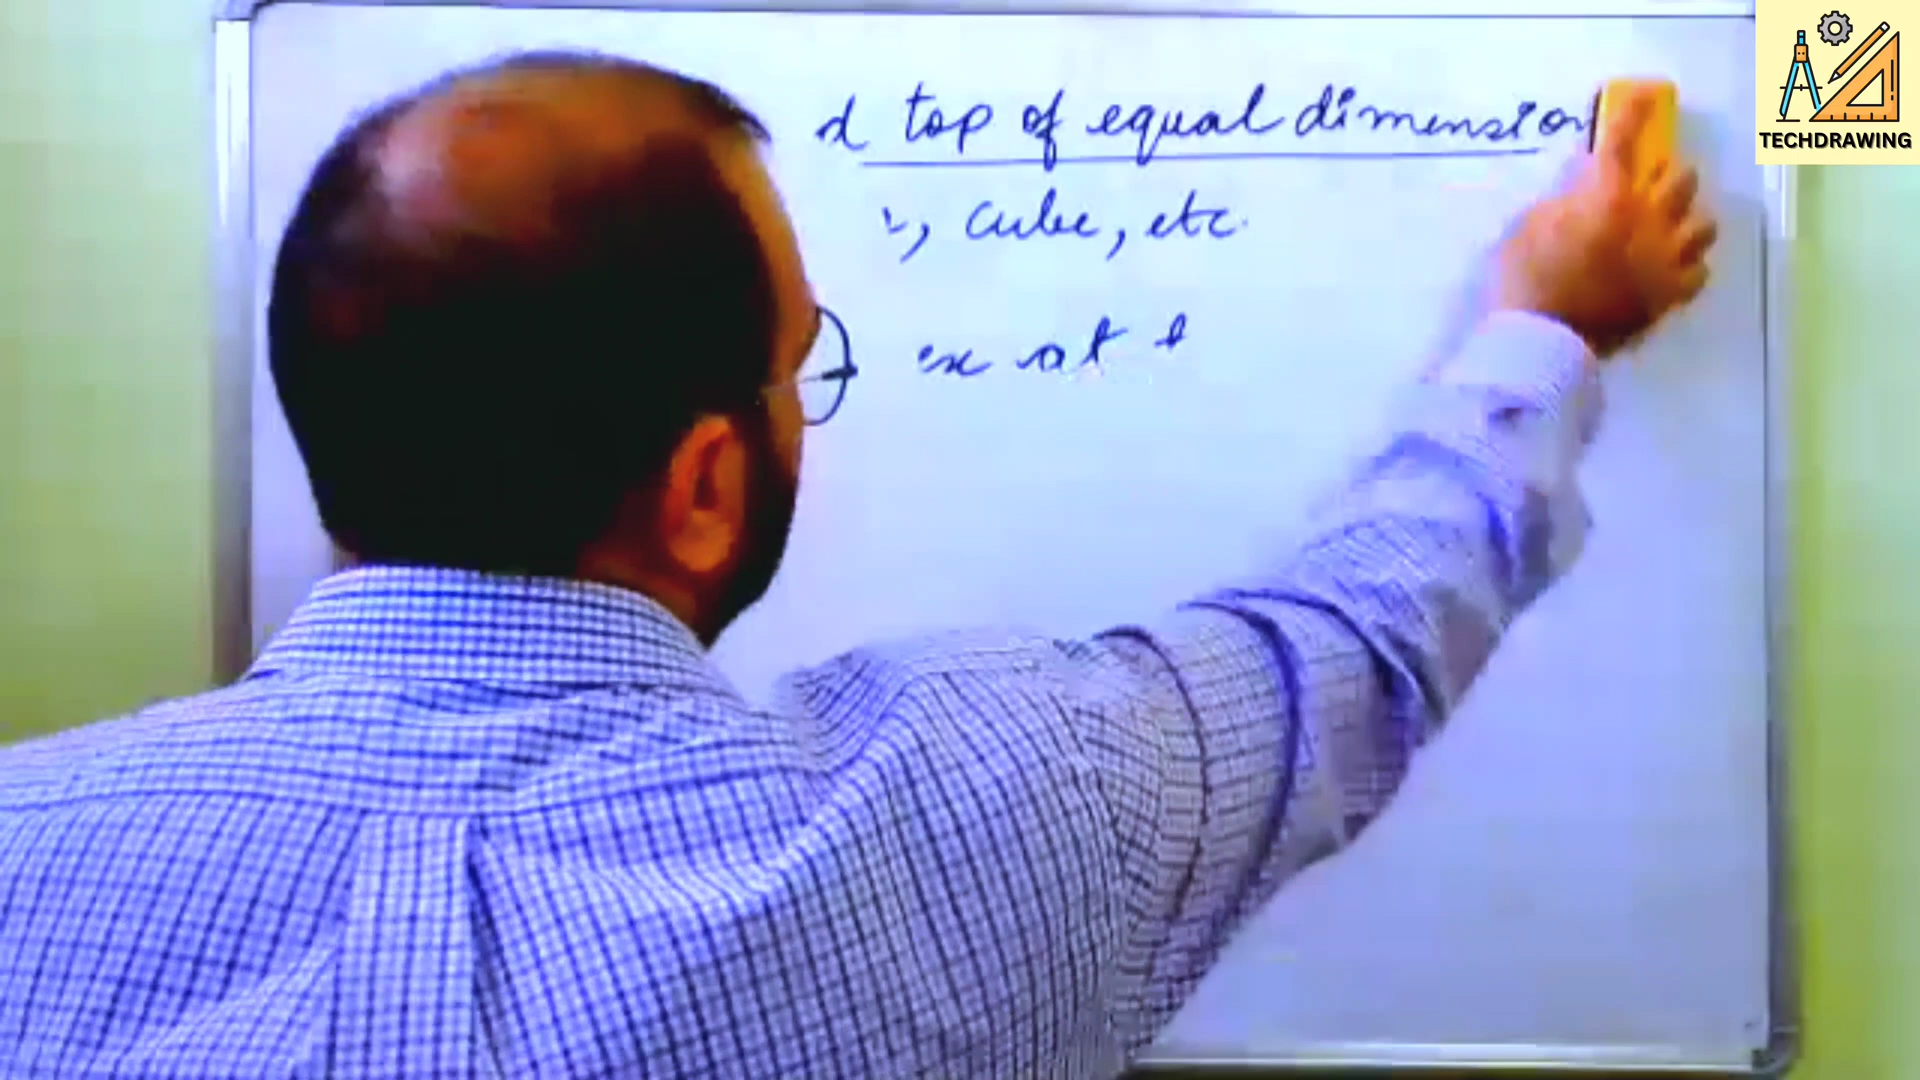 d top of equal dimension
, cube, etc.
ex at t
TECHDRAWING